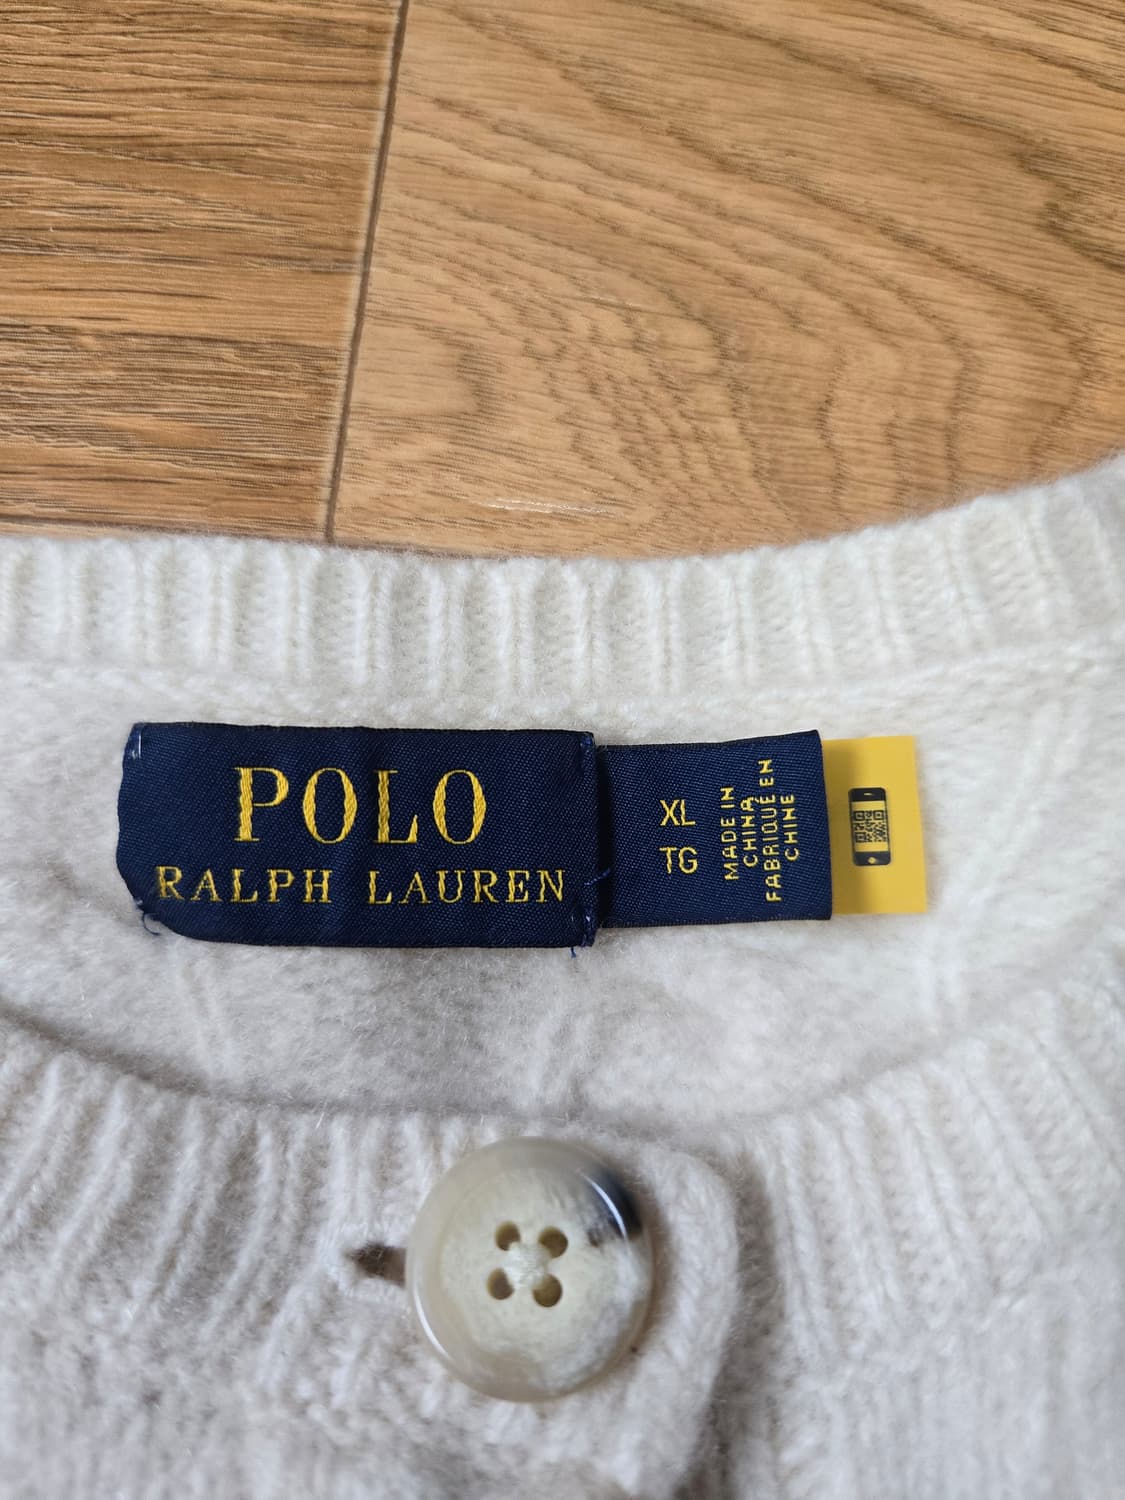 POLO
RALPH LAUREN
XL
TG
MADE IN
CHINA
FABRIQUÉ EN
CHINE